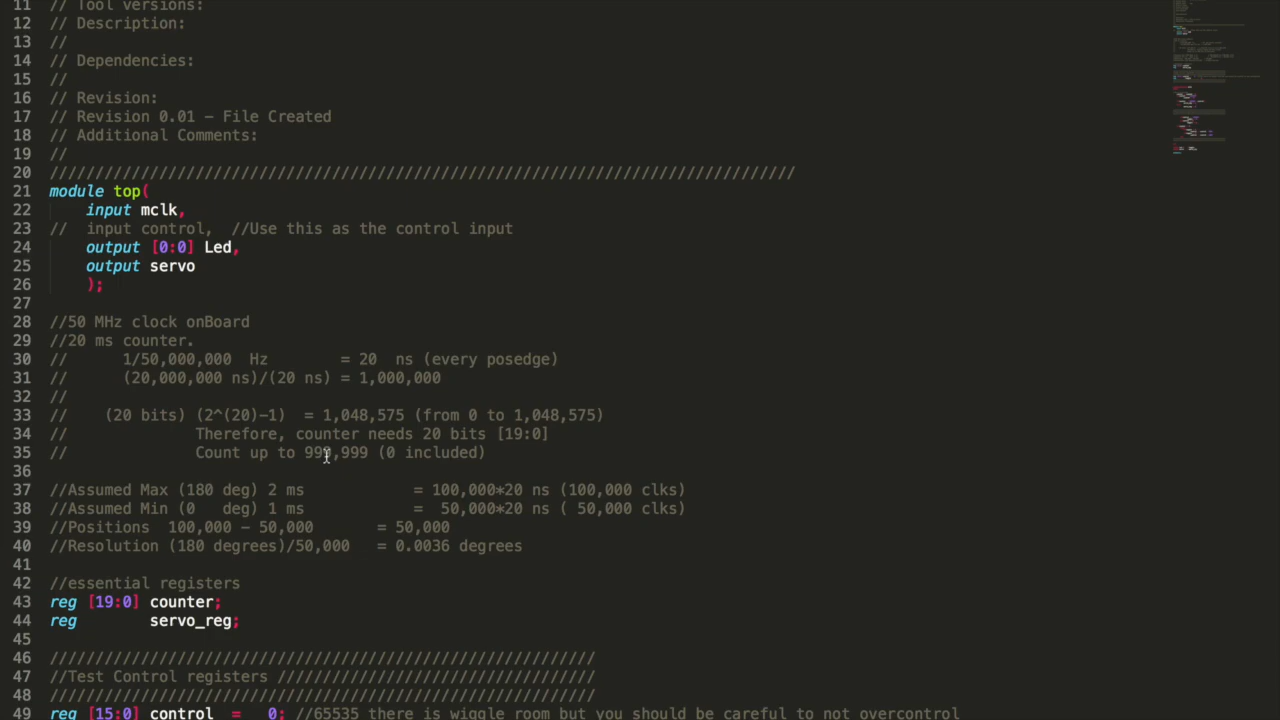 11 // Tool versions:
12 // Description:
13 //
14 // Dependencies:
15 //
16 // Revision:
17 // Revision 0.01 - File Created
18 // Additional Comments:
19 //
20 //////////////////////////////////////////////////////////////////////////////////
21 module top(
22     input mclk,
23 //  input control,  //Use this as the control input
24     output [0:0] Led,
25     output servo
26     );
27
28 //50 MHz clock onBoard
29 //20 ms counter.
30 //      1/50,000,000  Hz        = 20  ns (every posedge)
31 //      (20,000,000 ns)/(20 ns) = 1,000,000
32 //
33 //    (20 bits) (2^(20)-1)  = 1,048,575 (from 0 to 1,048,575)
34 //              Therefore, counter needs 20 bits [19:0]
35 //              Count up to 999,999 (0 included)
36
37 //Assumed Max (180 deg) 2 ms            = 100,000*20 ns (100,000 clks)
38 //Assumed Min (0   deg) 1 ms            =  50,000*20 ns ( 50,000 clks)
39 //Positions  100,000 - 50,000       = 50,000
40 //Resolution (180 degrees)/50,000   = 0.0036 degrees
41
42 //essential registers
43 reg [19:0] counter;
44 reg        servo_reg;
45
46 ////////////////////////////////////////////////////////////
47 //Test Control registers ///////////////////////////////////
48 ////////////////////////////////////////////////////////////
49 reg [15:0] control  =   0; //65535 there is wiggle room but you should be careful to not overcontrol